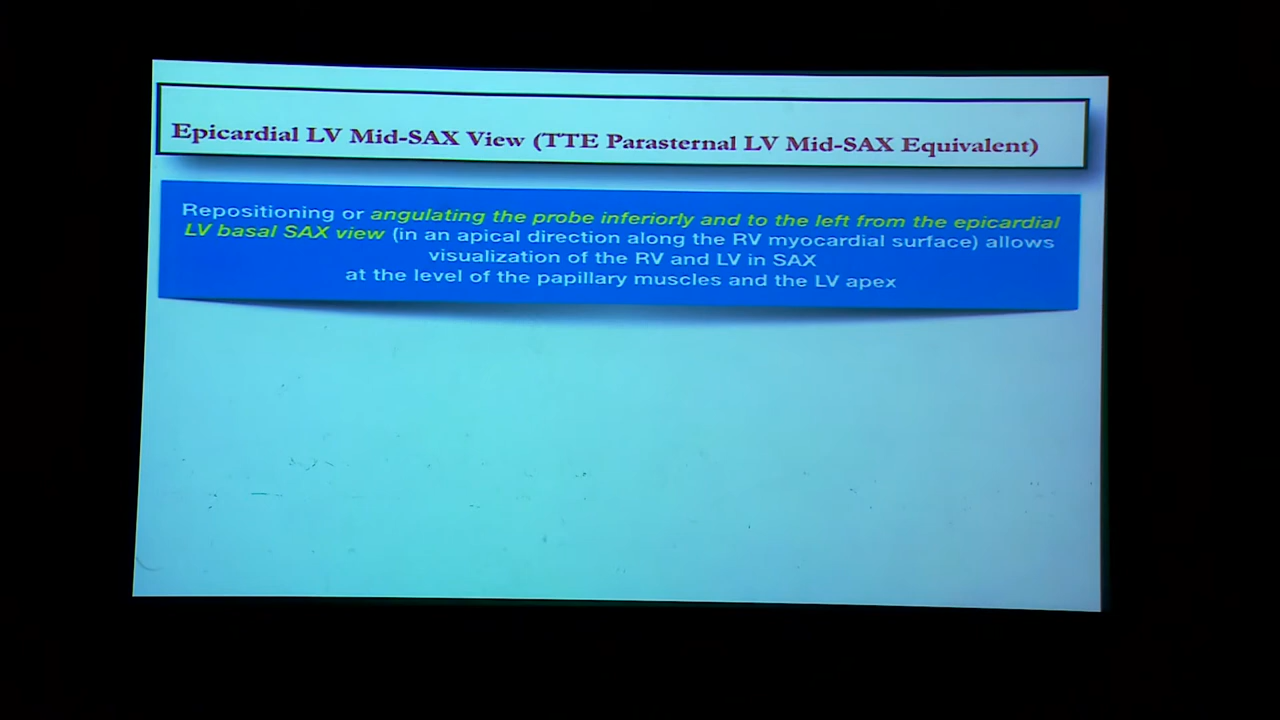 Epicardial LV Mid-SAX View (TTE Parasternal LV Mid-SAX Equivalent)
Repositioning or angulating the probe inferiorly and to the left from the epicardial
LV basal SAX view (in an apical direction along the RV myocardial surface) allows
visualization of the RV and LV in SAX
at the level of the papillary muscles and the LV apex